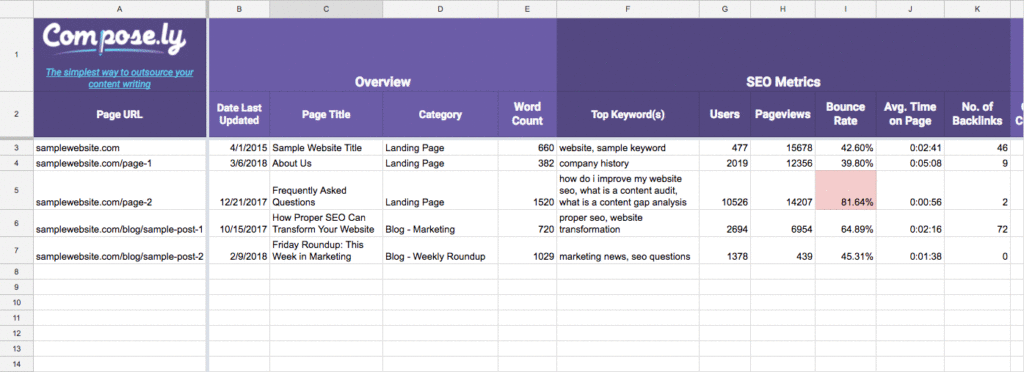 A B C D E F G H I J K
1 Compose.ly
The simplest way to outsource your
content writing
Overview SEO Metrics
2 Page URL Date Last Updated Page Title Category Word Count Top Keyword(s) Users Pageviews Bounce Rate Avg. Time on Page No. of Backlinks
3 samplewebsite.com 4/1/2015 Sample Website Title Landing Page 660 website, sample keyword 477 15678 42.60% 0:02:41 46
4 samplewebsite.com/page-1 3/6/2018 About Us Landing Page 382 company history 2019 12356 39.80% 0:05:08 9
5 samplewebsite.com/page-2 12/21/2017 Frequently Asked Questions Landing Page 1520 how do i improve my website seo, what is a content audit, what is a content gap analysis 10526 14207 81.64% 0:00:56 2
6 samplewebsite.com/blog/sample-post-1 10/15/2017 How Proper SEO Can Transform Your Website Blog - Marketing 720 proper seo, website transformation 2694 6954 64.89% 0:02:16 72
7 samplewebsite.com/blog/sample-post-2 2/9/2018 Friday Roundup: This Week in Marketing Blog - Weekly Roundup 1029 marketing news, seo questions 1378 439 45.31% 0:01:38 0
8
9
10
11
12
13
14